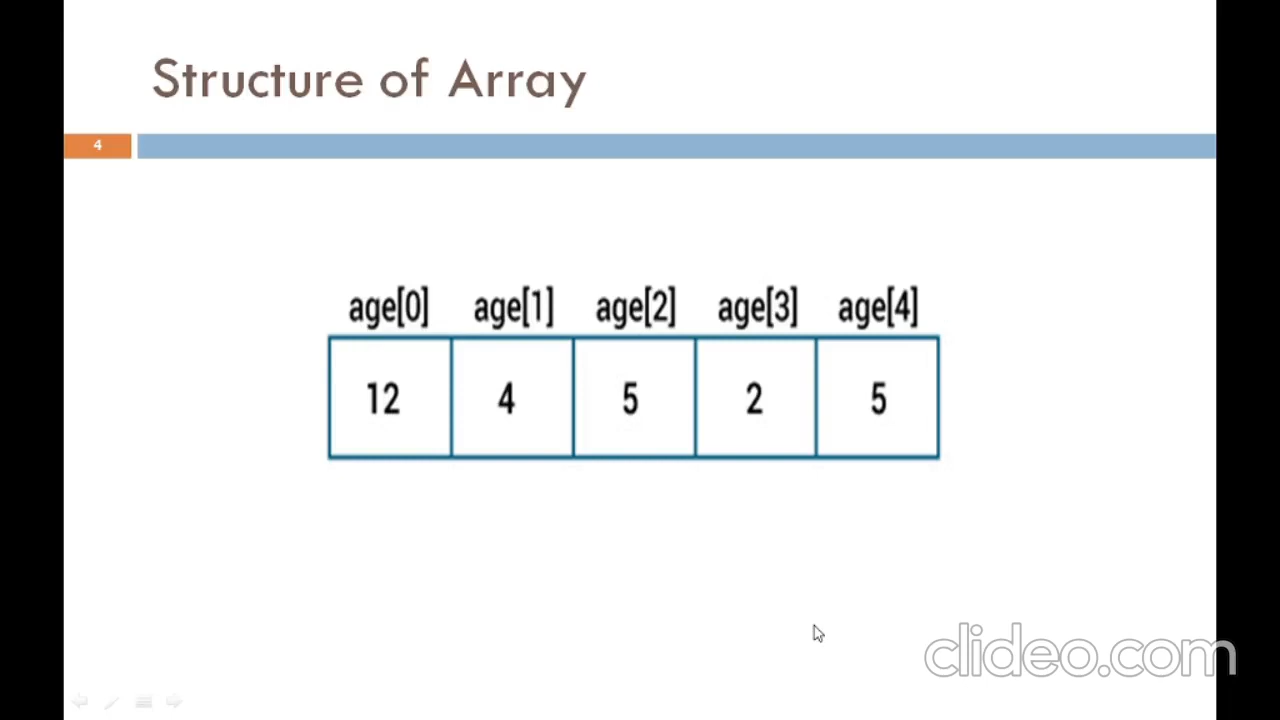 Structure of Array
4
age[0] age[1] age[2] age[3] age[4]
12 4 5 2 5
clideo.com